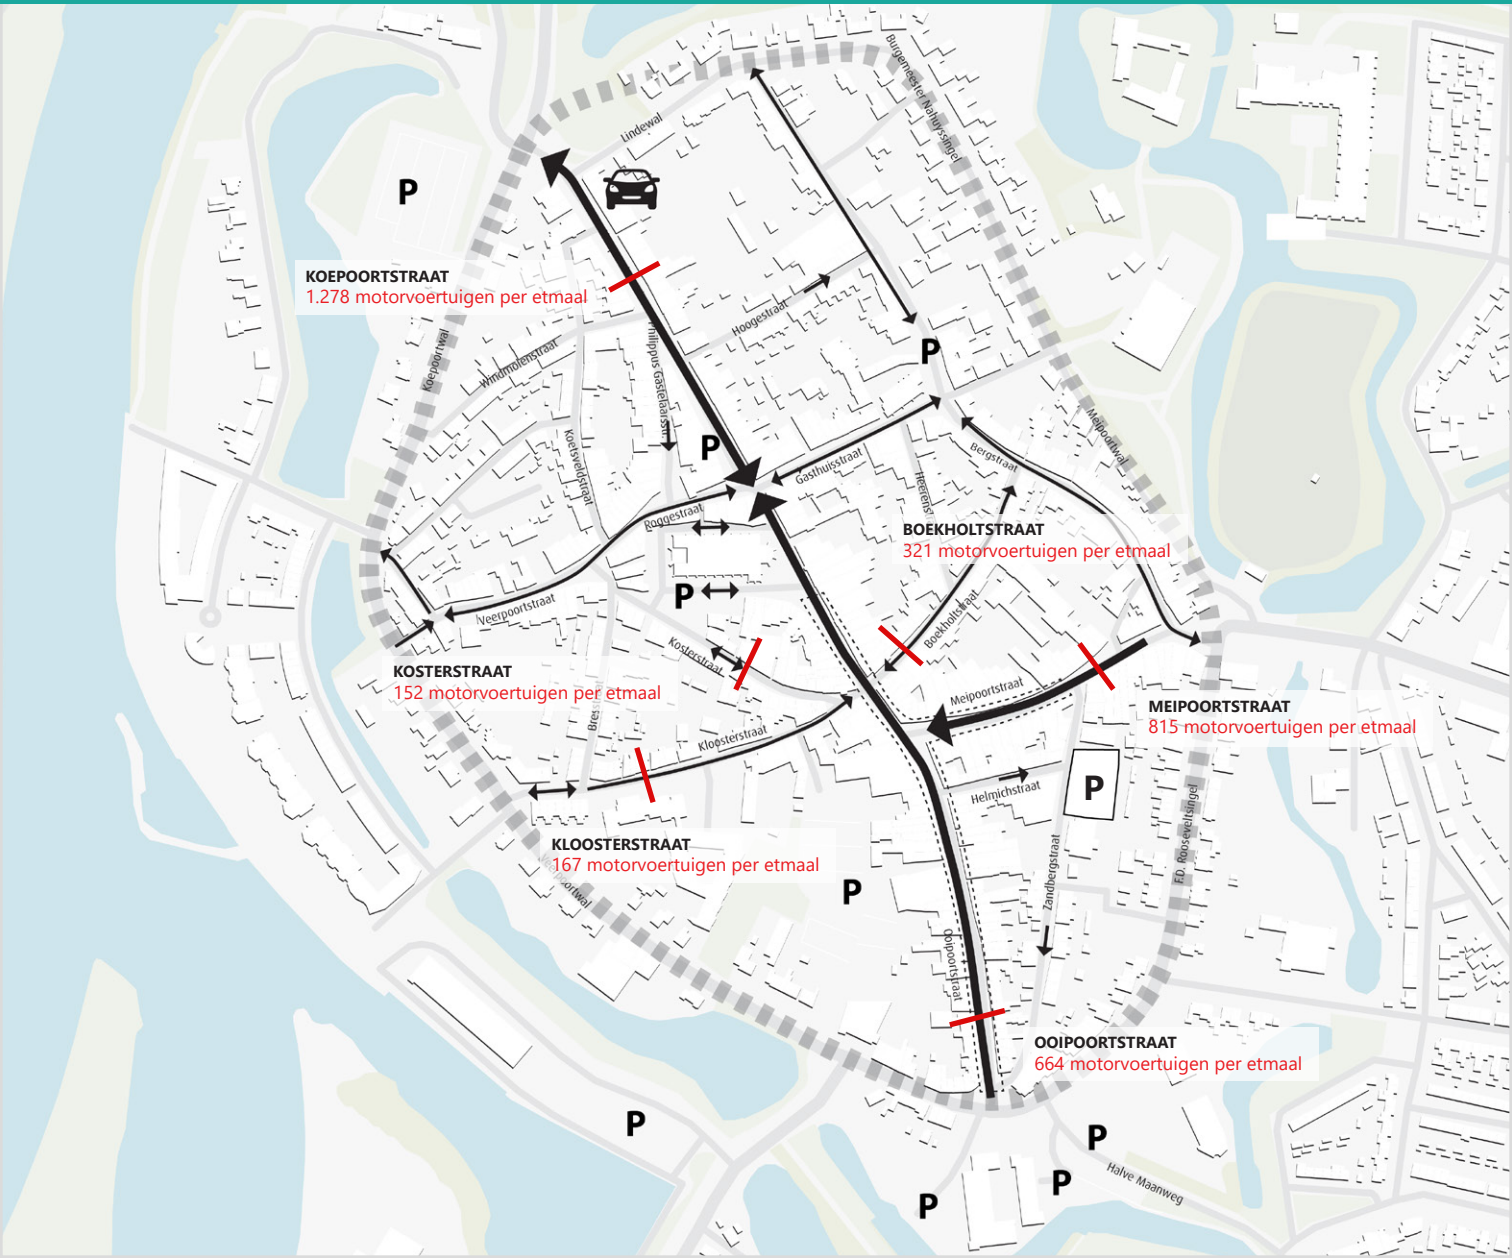 Burgemeester Nahuyssingel
Lindewal
P
KOEPOORTSTRAAT
1.278 motorvoertuigen per etmaal
Hoogestraat
Philippus Gastelaarsstr.
Koepoortwal
Windmolenstraat
P
Koetsveldstraat
P
Gasthuisstraat
Bergstraat
Meipoortwal
Heerenst
Roggestraat
BOEKHOLTSTRAAT
321 motorvoertuigen per etmaal
Veerpoortstraat
P
Boekholtstraat
Kosterstraat
KOSTERSTRAAT
152 motorvoertuigen per etmaal
Meipoortstraat
MEIPOORTSTRAAT
815 motorvoertuigen per etmaal
Kloosterstraat
Helmichstraat
P
KLOOSTERSTRAAT
167 motorvoertuigen per etmaal
P
Zandbergstraat
F.D. Rooseveltsingel
Ooipoortstraat
OOIPOORTSTRAAT
664 motorvoertuigen per etmaal
P
P
P
P
Halve Maanweg